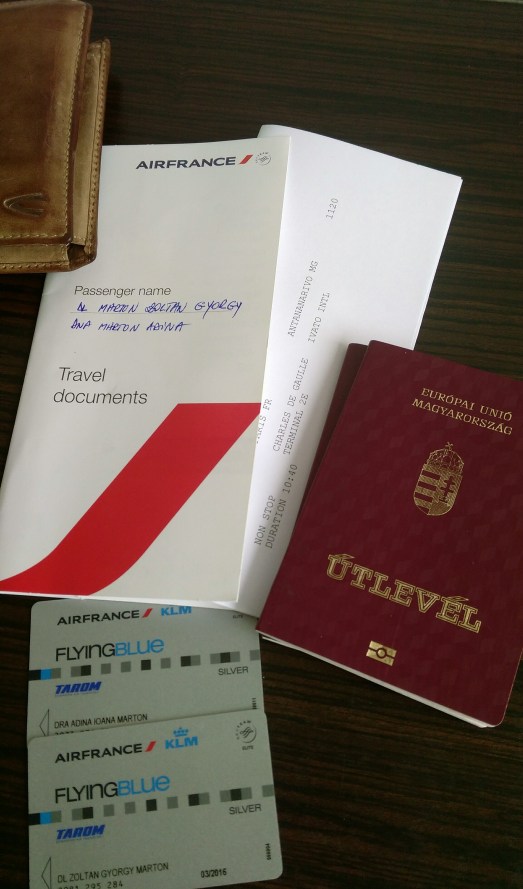 AIRFRANCE
Passenger name
DL MARTON ZOLTAN GYORGY
DNA MARTON ADINA
Travel
documents
1120
ANTANANARIVO MG
IVATO INTL
PARIS FR
CHARLES DE GAULLE
TERMINAL 2E
NON STOP
DURATION 10:40
EURÓPAI UNIÓ
MAGYARORSZÁG
ÚTLEVÉL
AIRFRANCE KLM
FLYINGBLUE
SILVER
TAROM
DRA ADINA IOANA MARTON
AIRFRANCE KLM
FLYINGBLUE
SILVER
TAROM
DL ZOLTAN GYORGY MARTON 03/2016
295 284